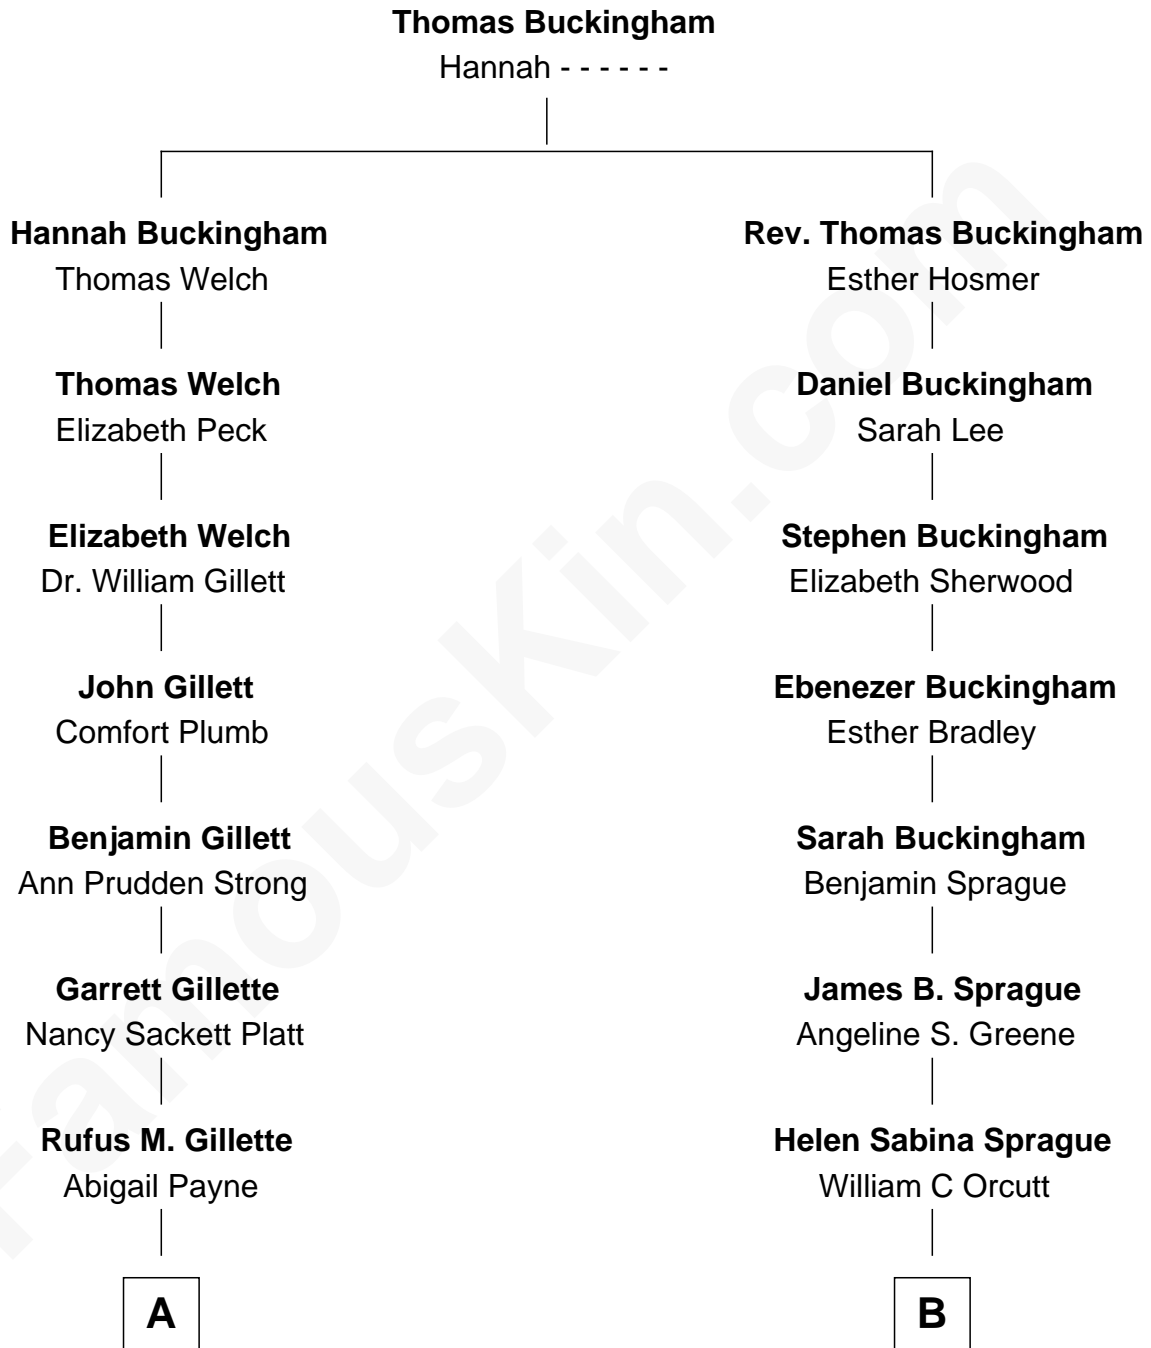 Thomas Buckingham
Hannah - - - - - -
Hannah Buckingham
Thomas Welch
Rev. Thomas Buckingham
Esther Hosmer
Thomas Welch
Elizabeth Peck
Daniel Buckingham
Sarah Lee
Elizabeth Welch
Dr. William Gillett
Stephen Buckingham
Elizabeth Sherwood
John Gillett
Comfort Plumb
Ebenezer Buckingham
Esther Bradley
Benjamin Gillett
Ann Prudden Strong
Sarah Buckingham
Benjamin Sprague
Garrett Gillette
Nancy Sackett Platt
James B. Sprague
Angeline S. Greene
Rufus M. Gillette
Abigail Payne
Helen Sabina Sprague
William C Orcutt
A
B
FamousKin.com